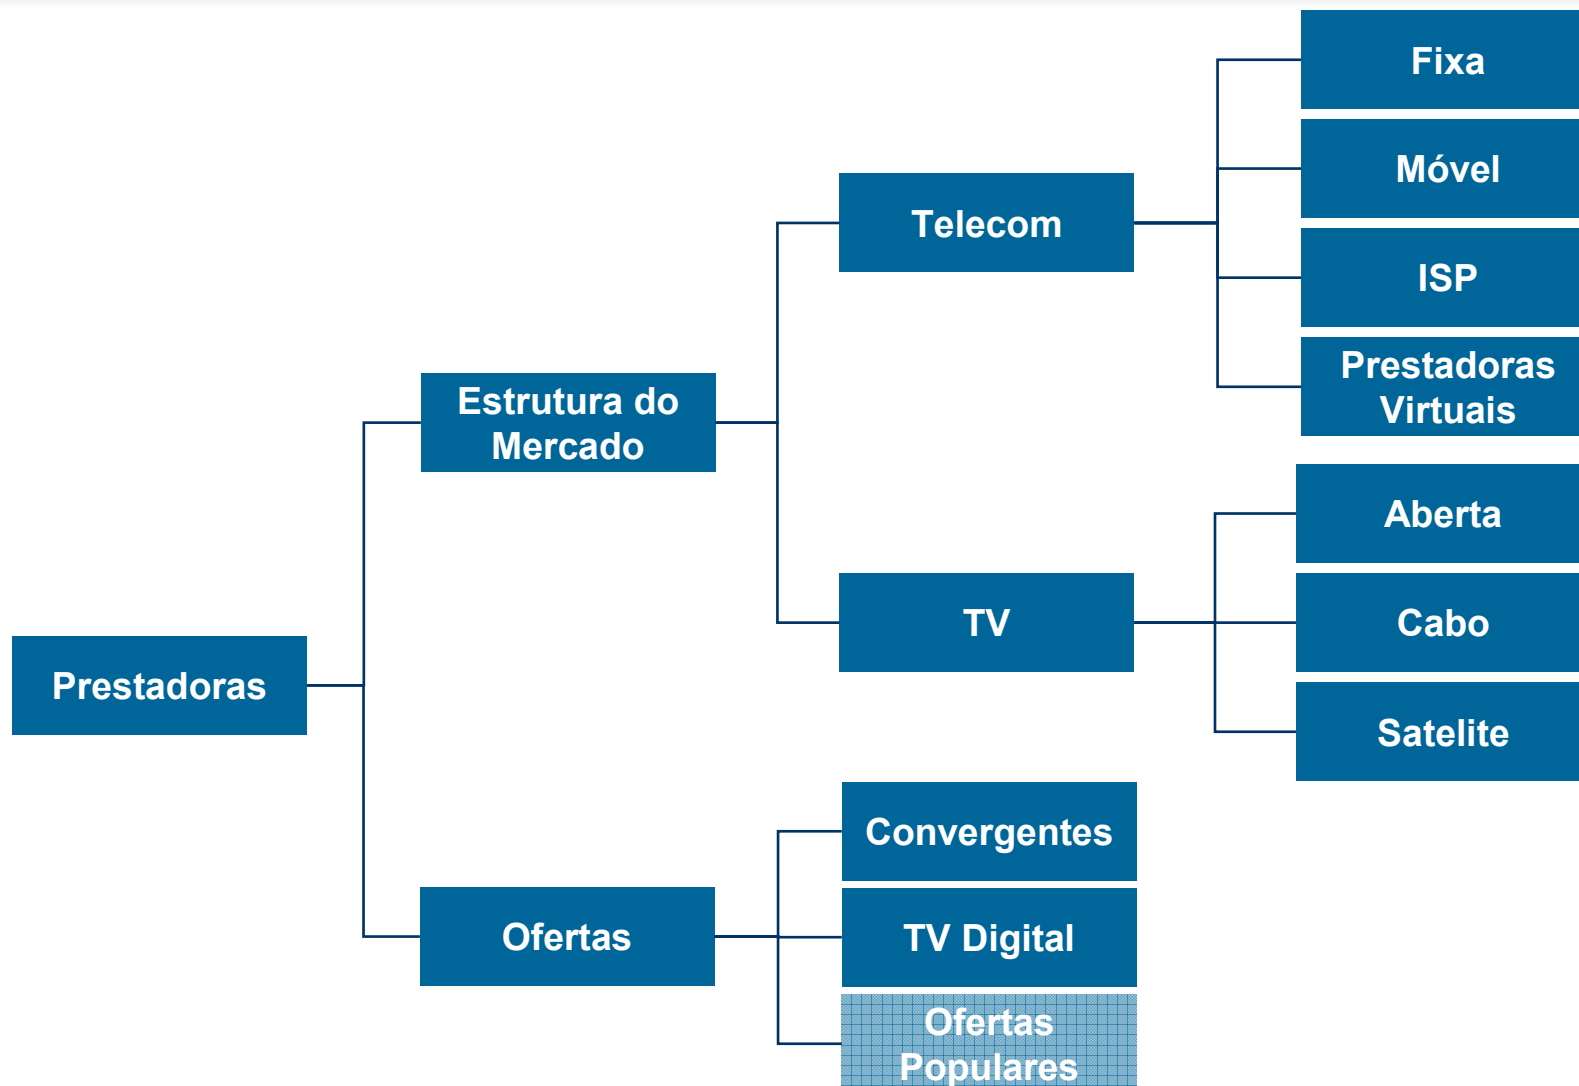 Fixa
Móvel
Telecom
ISP
Prestadoras
Virtuais
Estrutura do
Mercado
Aberta
TV
Cabo
Prestadoras
Satelite
Convergentes
Ofertas
TV Digital
Ofertas
Populares